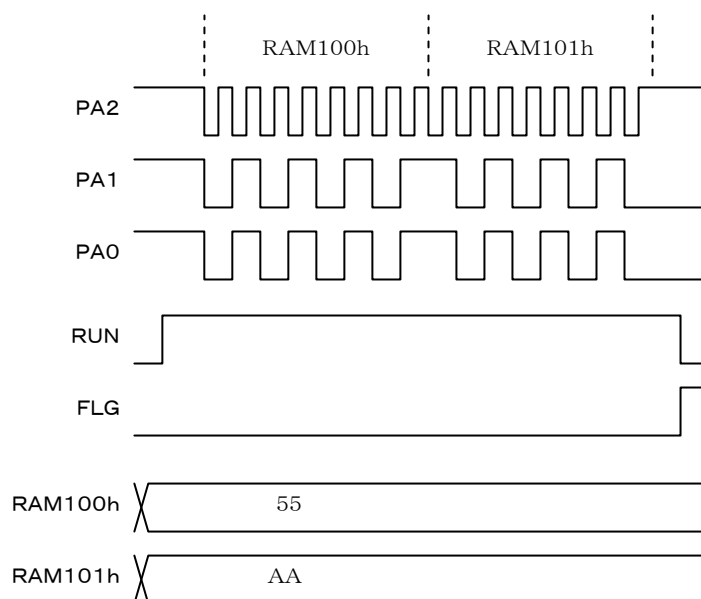 RAM100h RAM101h
PA2
PA1
PA0
RUN
FLG
RAM100h 55
RAM101h AA